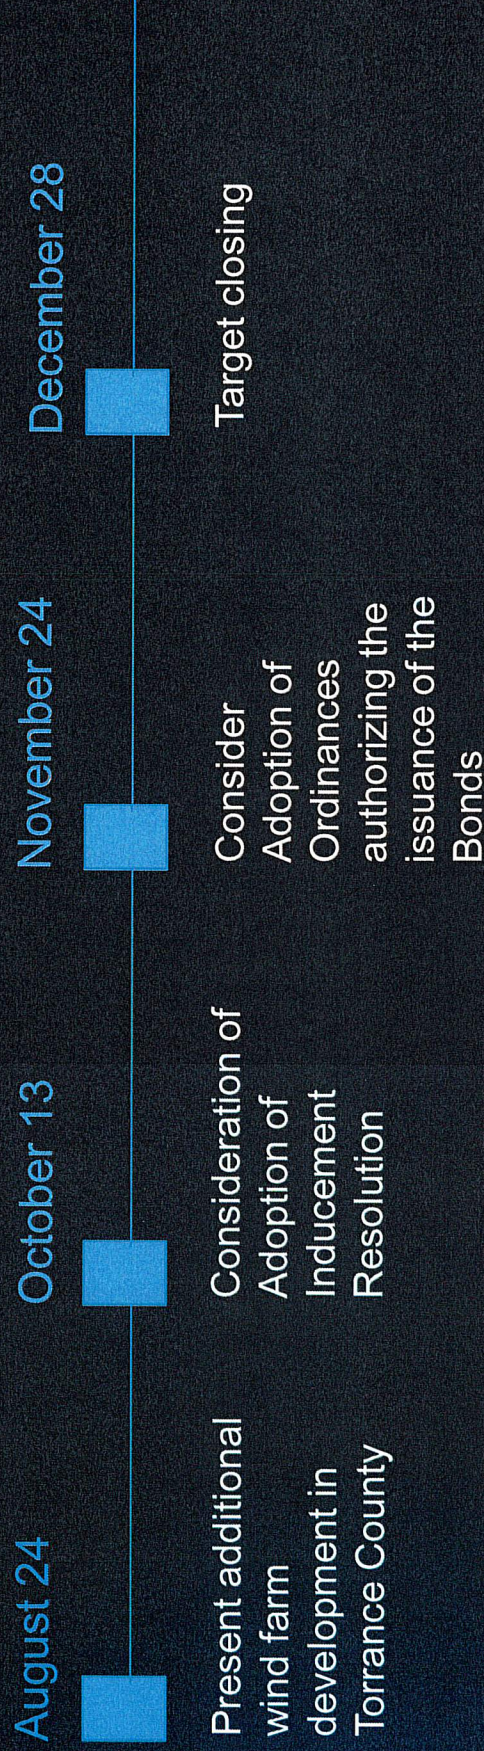 August 24
Present additional
wind farm
development in
Torrance County
October 13
Consideration of
Adoption of
Inducement
Resolution
November 24
Consider
Adoption of
Ordinances
authorizing the
issuance of the
Bonds
December 28
Target closing